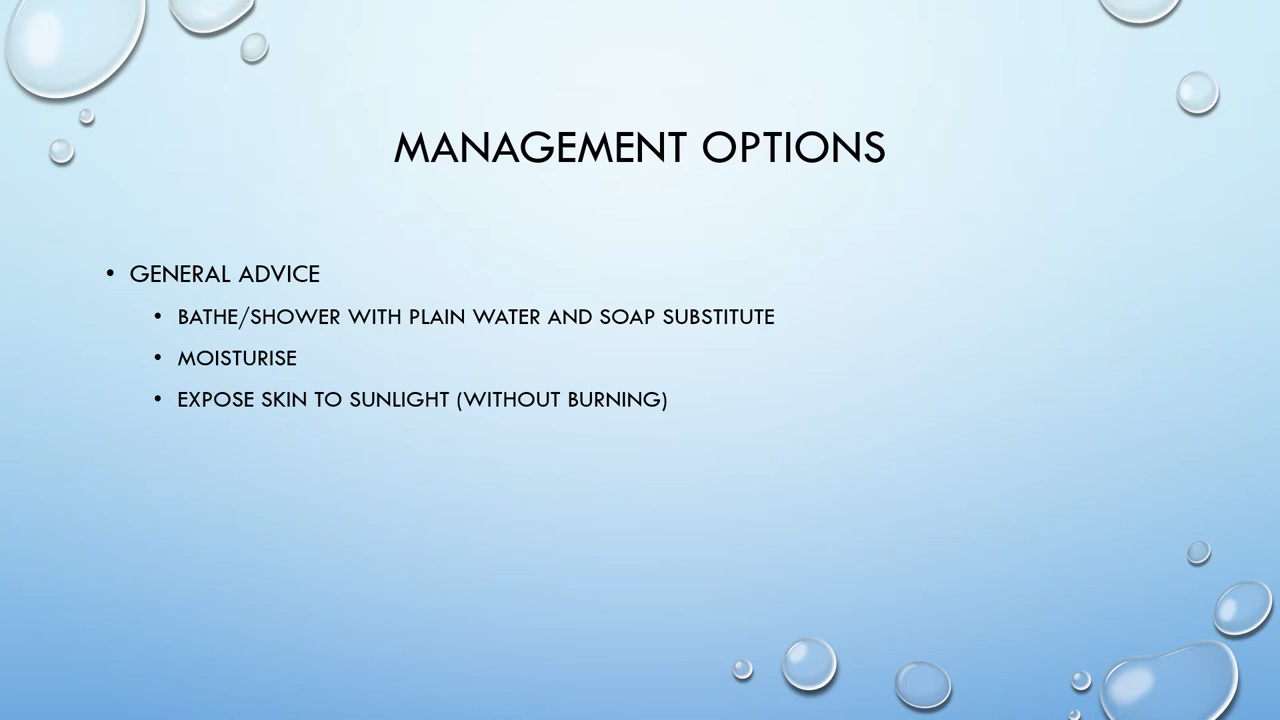 MANAGEMENT OPTIONS
• GENERAL ADVICE
• BATHE/SHOWER WITH PLAIN WATER AND SOAP SUBSTITUTE
• MOISTURISE
• EXPOSE SKIN TO SUNLIGHT (WITHOUT BURNING)